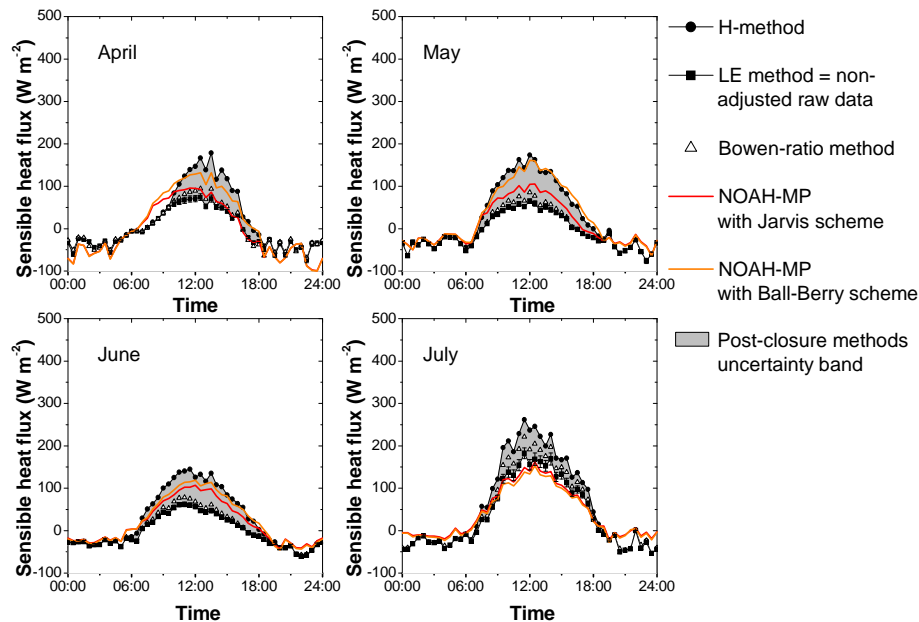 500
400
300
200
100
0
-100
Sensible heat flux (W m-2)
April
00:00 06:00 12:00 18:00 24:00
Time
500
400
300
200
100
0
-100
Sensible heat flux (W m-2)
May
00:00 06:00 12:00 18:00 24:00
Time
500
400
300
200
100
0
-100
Sensible heat flux (W m-2)
June
00:00 06:00 12:00 18:00 24:00
Time
500
400
300
200
100
0
-100
Sensible heat flux (W m-2)
July
00:00 06:00 12:00 18:00 24:00
Time
H-method
LE method = non-
adjusted raw data
Bowen-ratio method
NOAH-MP
with Jarvis scheme
NOAH-MP
with Ball-Berry scheme
Post-closure methods
uncertainty band